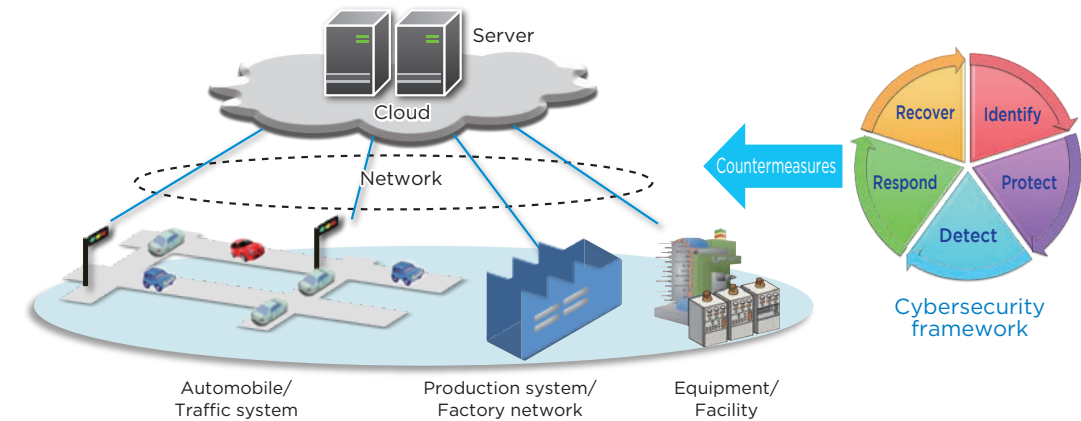 Server
Cloud
Network
Countermeasures
Recover
Identify
Respond
Protect
Detect
Cybersecurity
framework
Automobile/
Traffic system
Production system/
Factory network
Equipment/
Facility